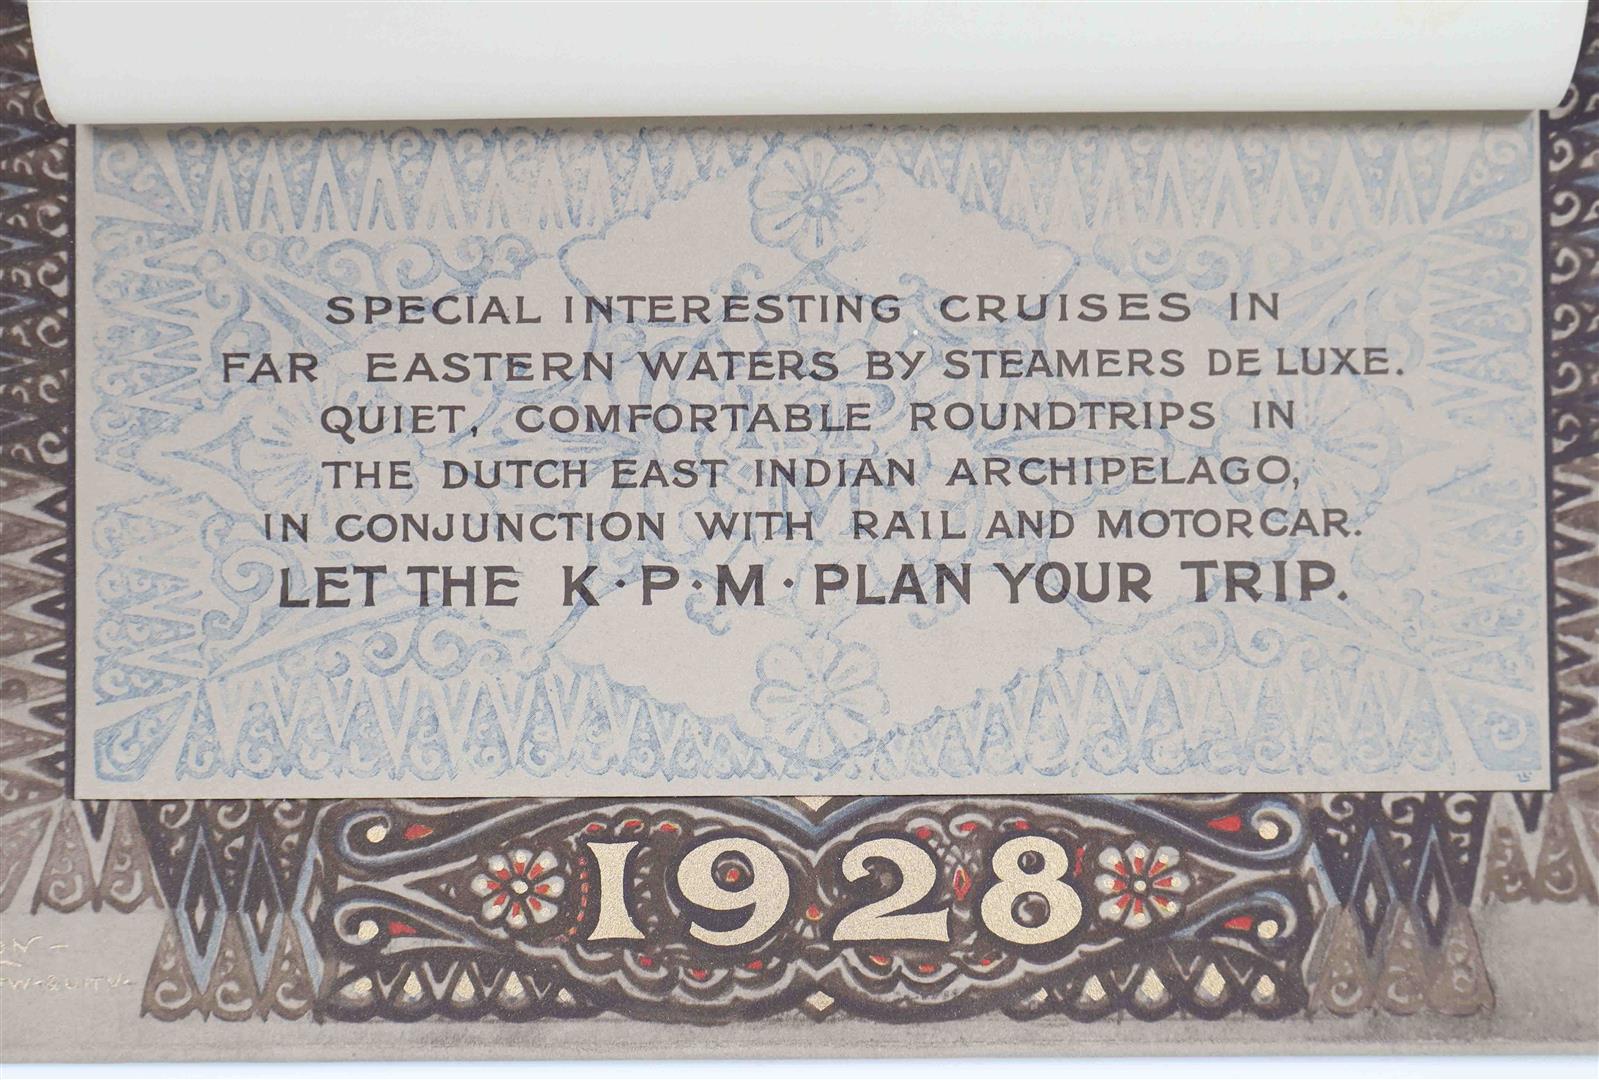 SPECIAL INTERESTING CRUISES IN
FAR EASTERN WATERS BY STEAMERS DE LUXE.
QUIET, COMFORTABLE ROUNDTRIPS IN
THE DUTCH EAST INDIAN ARCHIPELAGO,
IN CONJUNCTION WITH RAIL AND MOTORCAR.
LET THE K·P·M· PLAN YOUR TRIP.
1928